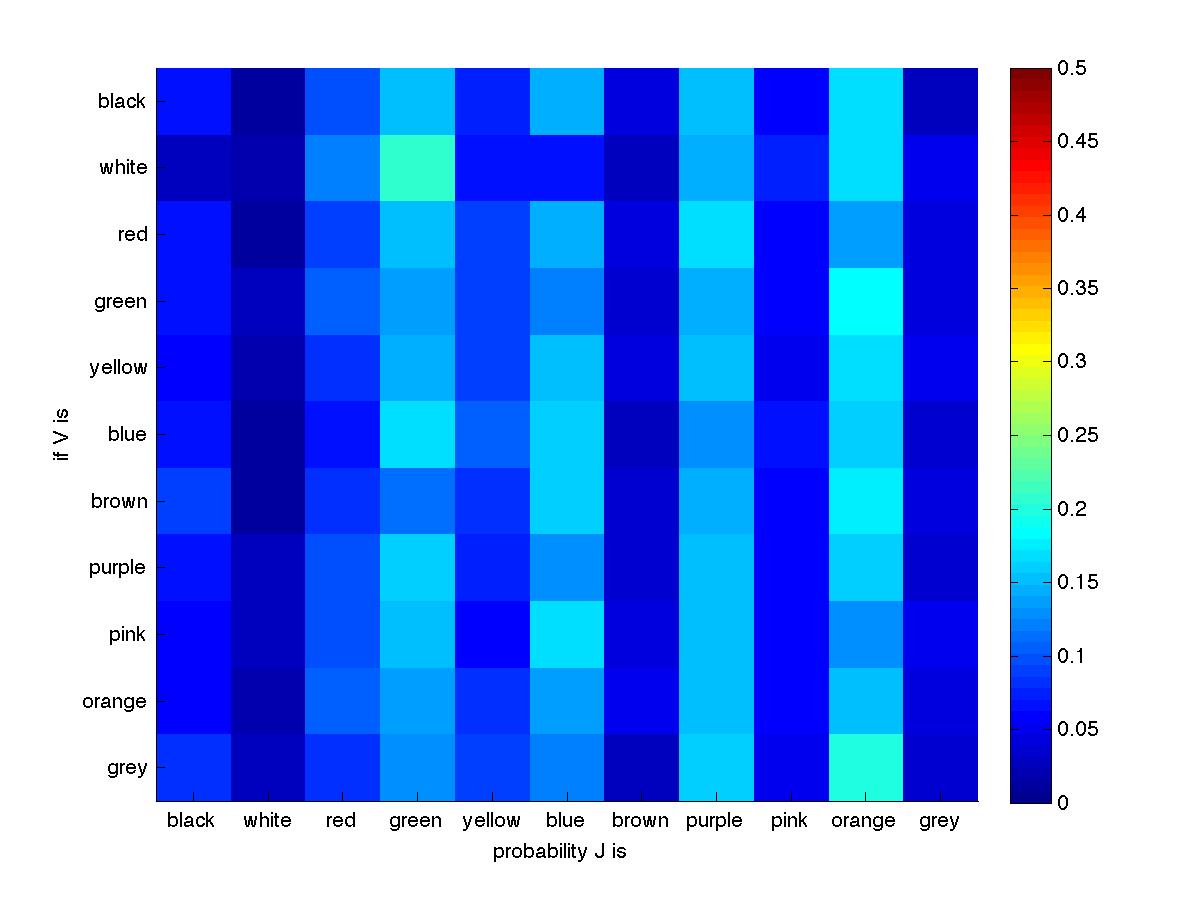 black
white
red
green
yellow
blue
brown
purple
pink
orange
grey
if V is
black white red green yellow blue brown purple pink orange grey
probability J is
0.5
0.45
0.4
0.35
0.3
0.25
0.2
0.15
0.1
0.05
0